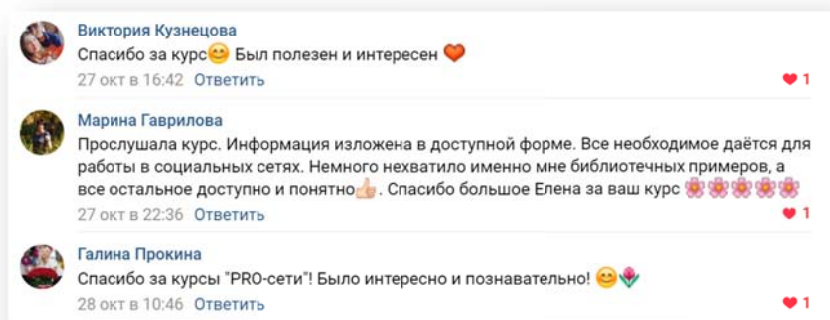 Виктория Кузнецова
Спасибо за курс😊 Был полезен и интересен ❤
27 окт в 16:42 Ответить
1
Марина Гаврилова
Прослушала курс. Информация изложена в доступной форме. Все необходимое даётся для
работы в социальных сетях. Немного нехватило именно мне библиотечных примеров, а
все остальное доступно и понятно👍. Спасибо большое Елена за ваш курс 🌸🌸🌸🌸🌸
27 окт в 22:36 Ответить
1
Галина Прокина
Спасибо за курсы "PRO-сети"! Было интересно и познавательно! 😊🌷
28 окт в 10:46 Ответить
1